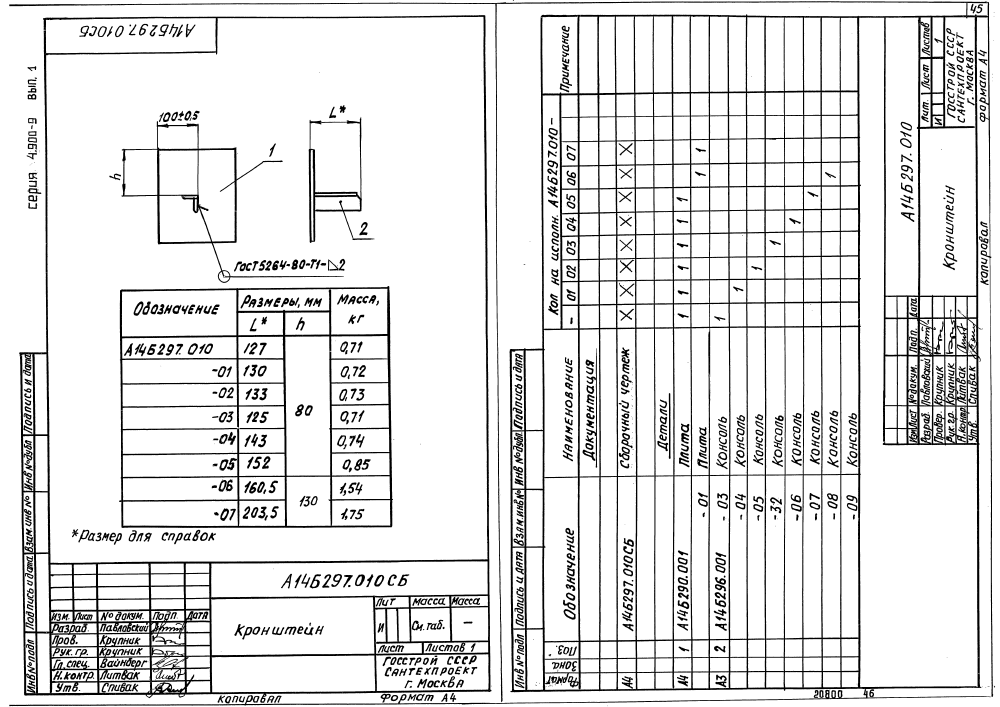 А14Б297.010СБ
серия 4.900-9 вып. 1
100±0,5
h
1
L*
2
ГОСТ 5264-80-Т1-◺2
Обозначение Размеры, мм Масса, кг
L* h
А14Б297.010 127 80 0,71
-01 130 0,72
-02 133 0,73
-03 125 0,71
-04 143 0,74
-05 152 0,85
-06 160,5 130 1,54
-07 203,5 1,75
*Размер для справок
Инв № подл Подпись и дата Взам. инв № Инв № дубл Подпись и дата
А14Б297.010 СБ
Кронштейн
Лит Масса Масса
И См. таб. —
Лист Листов 1
ГОССТРОЙ СССР
САНТЕХПРОЕКТ
г. Москва
Изм. Лист № докум. Подп. Дата
Разраб. Павловский
Пров. Крупник
Рук. гр. Крупник
Гл. спец. Вайнберг
Н. контр. Литвак
Утв. Спивак
Копировал Формат А4
45
Формат Зона Поз. Обозначение Наименование Кол на исполн. А14Б297.010- Примечание
- 01 02 03 04 05 06 07
Документация
А4 А14Б297.010СБ Сборочный чертеж X X X X X X X X
Детали
А4 1 А14Б290.001 Плита 1 1 1 1 1 1
- 01 Плита 1 1
А3 2 А14Б296.001 - 03 Консоль 1
- 04 Консоль 1
- 05 Консоль 1
- 32 Консоль 1
- 06 Консоль 1
- 07 Консоль 1
- 08 Консоль 1
- 09 Консоль
Инв № подл Подпись и дата Взам. инв № Инв № дубл Подпись и дата
А14Б297.010
Кронштейн
Лит. Лист Листов
И 1
ГОССТРОЙ СССР
САНТЕХПРОЕКТ
г. Москва
Изм Лист № докум. Подп. Дата
Разраб. Павловский
Провер. Крупник
Рук. гр. Крупник
Н. контр Литвак
Утв. Спивак
Копировал Формат А4
20800 46